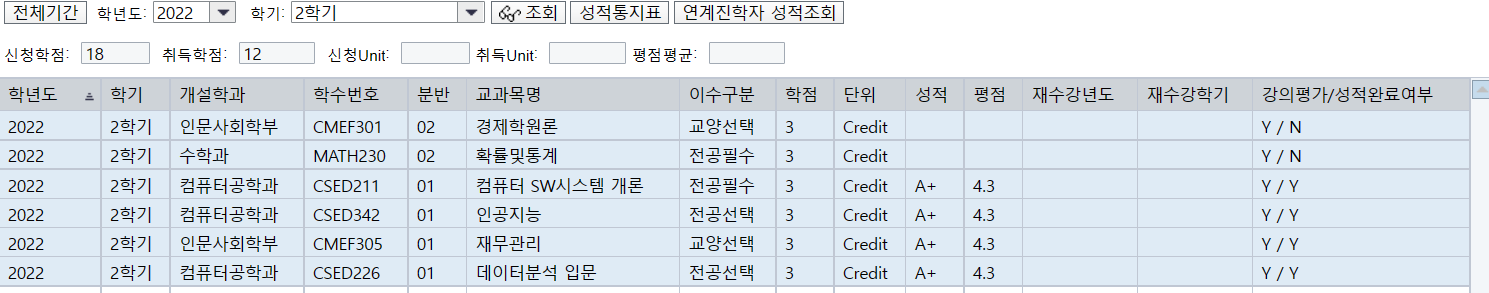 전체기간 학년도: 2022 학기: 2학기 조회 성적통지표 연계진학자 성적조회
신청학점: 18 취득학점: 12 신청Unit: 취득Unit: 평점평균:
학년도 학기 개설학과 학수번호 분반 교과목명 이수구분 학점 단위 성적 평점 재수강년도 재수강학기 강의평가/성적완료여부
2022 2학기 인문사회학부 CMEF301 02 경제학원론 교양선택 3 Credit Y / N
2022 2학기 수학과 MATH230 02 확률및통계 전공필수 3 Credit Y / N
2022 2학기 컴퓨터공학과 CSED211 01 컴퓨터 SW시스템 개론 전공필수 3 Credit A+ 4.3 Y / Y
2022 2학기 컴퓨터공학과 CSED342 01 인공지능 전공선택 3 Credit A+ 4.3 Y / Y
2022 2학기 인문사회학부 CMEF305 01 재무관리 교양선택 3 Credit A+ 4.3 Y / Y
2022 2학기 컴퓨터공학과 CSED226 01 데이터분석 입문 전공선택 3 Credit A+ 4.3 Y / Y